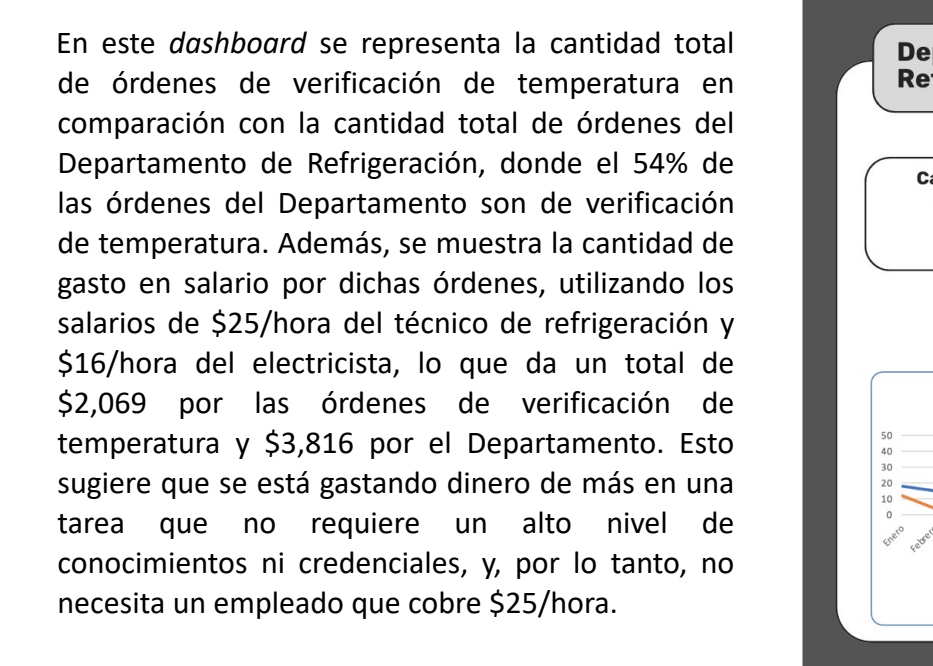 En este dashboard se representa la cantidad total
de órdenes de verificación de temperatura en
comparación con la cantidad total de órdenes del
Departamento de Refrigeración, donde el 54% de
las órdenes del Departamento son de verificación
de temperatura. Además, se muestra la cantidad de
gasto en salario por dichas órdenes, utilizando los
salarios de $25/hora del técnico de refrigeración y
$16/hora del electricista, lo que da un total de
$2,069 por las órdenes de verificación de
temperatura y $3,816 por el Departamento. Esto
sugiere que se está gastando dinero de más en una
tarea que no requiere un alto nivel de
conocimientos ni credenciales, y, por lo tanto, no
necesita un empleado que cobre $25/hora.
50
40
30
20
10
0
Enero